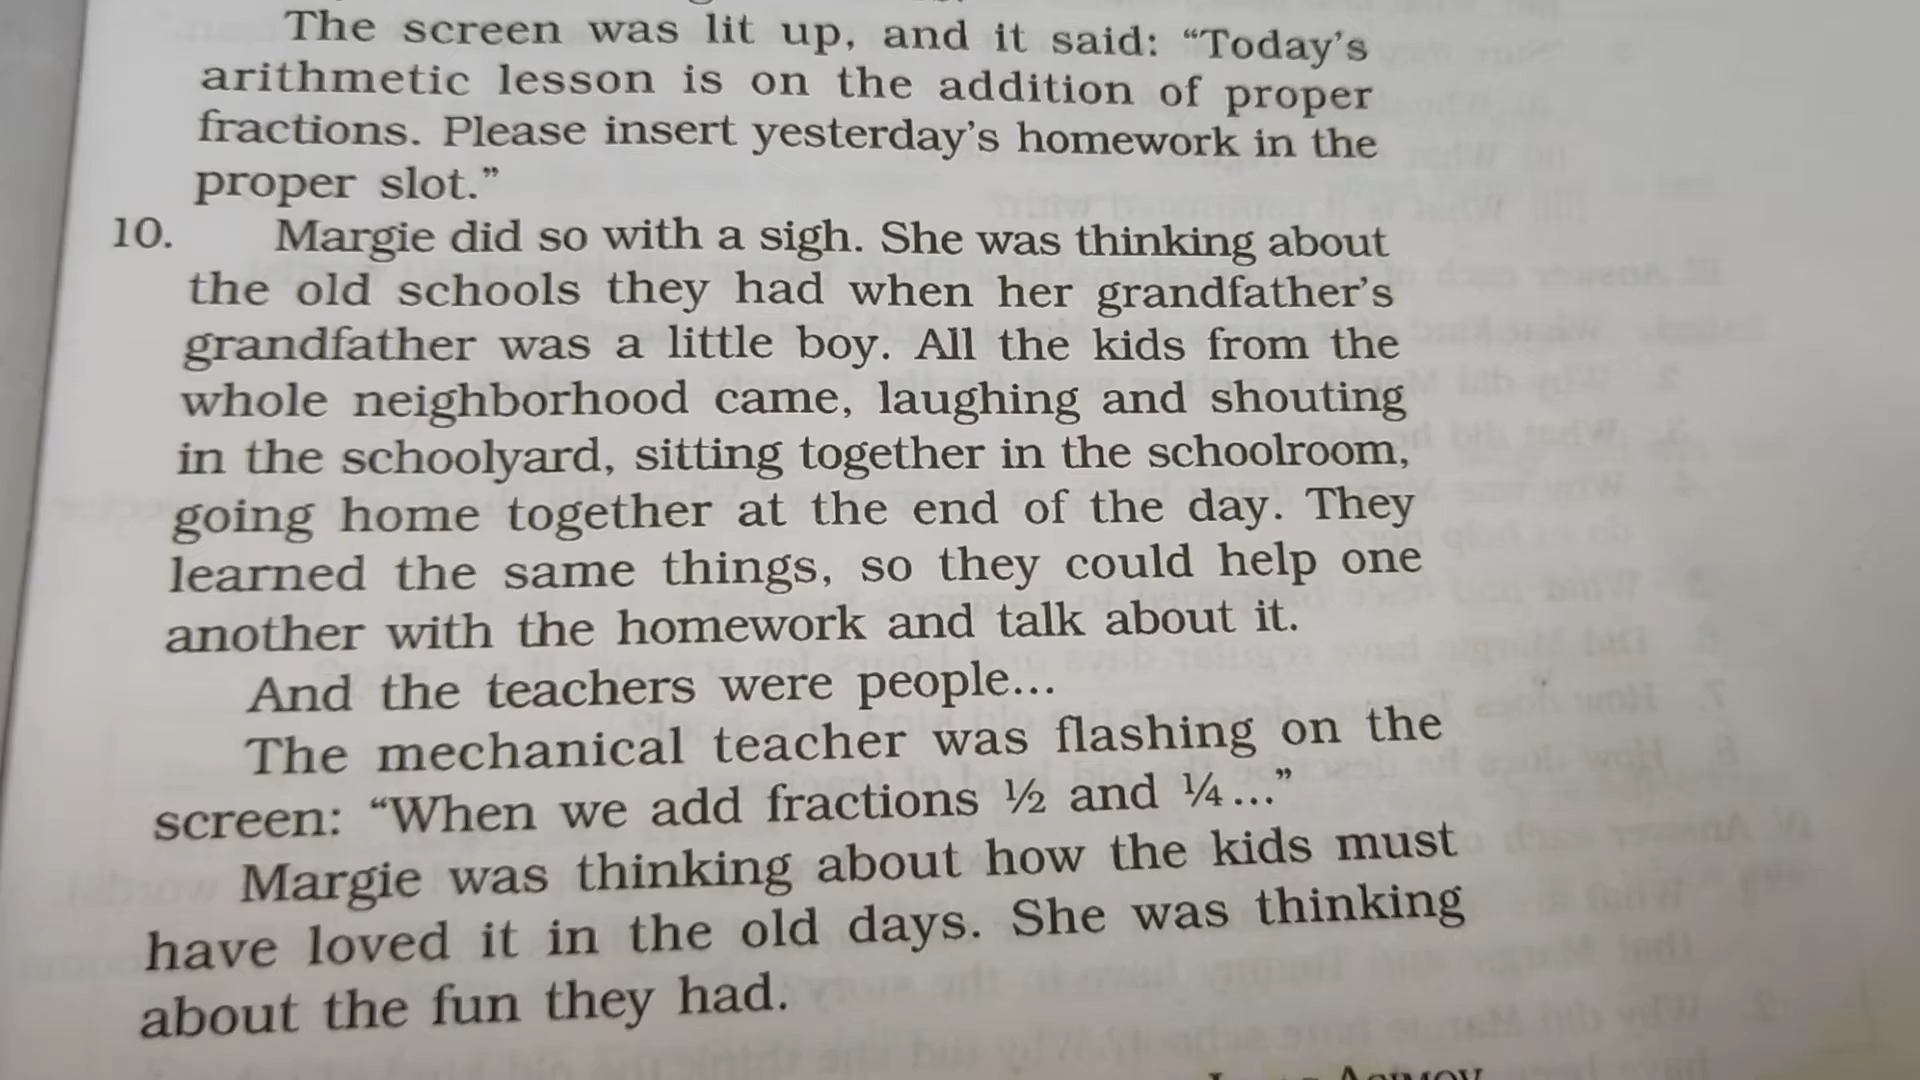 The screen was lit up, and it said: “Today’s
arithmetic lesson is on the addition of proper
fractions. Please insert yesterday’s homework in the
proper slot.”
10. Margie did so with a sigh. She was thinking about
the old schools they had when her grandfather’s
grandfather was a little boy. All the kids from the
whole neighborhood came, laughing and shouting
in the schoolyard, sitting together in the schoolroom,
going home together at the end of the day. They
learned the same things, so they could help one
another with the homework and talk about it.
And the teachers were people...
The mechanical teacher was flashing on the
screen: “When we add fractions ½ and ¼...”
Margie was thinking about how the kids must
have loved it in the old days. She was thinking
about the fun they had.